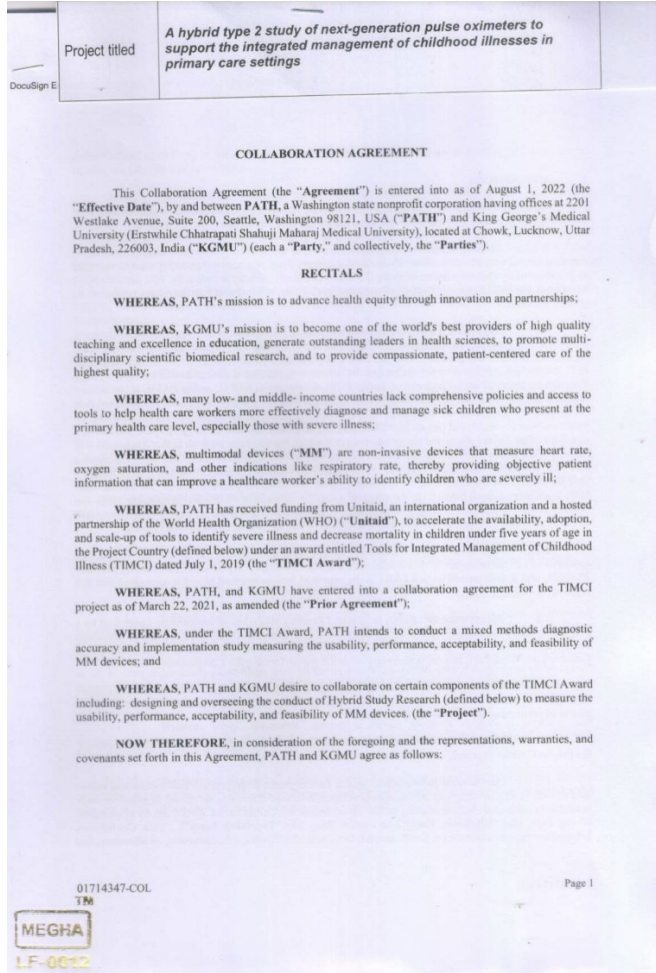 Project titled
A hybrid type 2 study of next-generation pulse oximeters to
support the integrated management of childhood illnesses in
primary care settings
DocuSign E
COLLABORATION AGREEMENT
This Collaboration Agreement (the “Agreement”) is entered into as of August 1, 2022 (the
“Effective Date”), by and between PATH, a Washington state nonprofit corporation having offices at 2201
Westlake Avenue, Suite 200, Seattle, Washington 98121, USA (“PATH”) and King George’s Medical
University (Erstwhile Chhatrapati Shahuji Maharaj Medical University), located at Chowk, Lucknow, Uttar
Pradesh, 226003, India (“KGMU”) (each a “Party,” and collectively, the “Parties”).
RECITALS
WHEREAS, PATH’s mission is to advance health equity through innovation and partnerships;
WHEREAS, KGMU’s mission is to become one of the world's best providers of high quality
teaching and excellence in education, generate outstanding leaders in health sciences, to promote multi-
disciplinary scientific biomedical research, and to provide compassionate, patient-centered care of the
highest quality;
WHEREAS, many low- and middle- income countries lack comprehensive policies and access to
tools to help health care workers more effectively diagnose and manage sick children who present at the
primary health care level, especially those with severe illness;
WHEREAS, multimodal devices (“MM”) are non-invasive devices that measure heart rate,
oxygen saturation, and other indications like respiratory rate, thereby providing objective patient
information that can improve a healthcare worker’s ability to identify children who are severely ill;
WHEREAS, PATH has received funding from Unitaid, an international organization and a hosted
partnership of the World Health Organization (WHO) (“Unitaid”), to accelerate the availability, adoption,
and scale-up of tools to identify severe illness and decrease mortality in children under five years of age in
the Project Country (defined below) under an award entitled Tools for Integrated Management of Childhood
Illness (TIMCI) dated July 1, 2019 (the “TIMCI Award”);
WHEREAS, PATH, and KGMU have entered into a collaboration agreement for the TIMCI
project as of March 22, 2021, as amended (the “Prior Agreement”);
WHEREAS, under the TIMCI Award, PATH intends to conduct a mixed methods diagnostic
accuracy and implementation study measuring the usability, performance, acceptability, and feasibility of
MM devices; and
WHEREAS, PATH and KGMU desire to collaborate on certain components of the TIMCI Award
including: designing and overseeing the conduct of Hybrid Study Research (defined below) to measure the
usability, performance, acceptability, and feasibility of MM devices. (the “Project”).
NOW THEREFORE, in consideration of the foregoing and the representations, warranties, and
covenants set forth in this Agreement, PATH and KGMU agree as follows:
01714347-COL
Page 1
TM
MEGHA
LF-0012